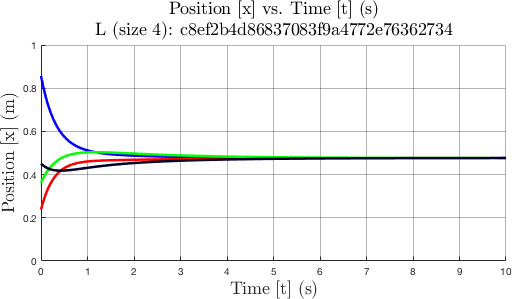 Position [x] vs. Time [t] (s)
L (size 4): c8ef2b4d86837083f9a4772e76362734
Position [x] (m)
1
0.8
0.6
0.4
0.2
0
0 1 2 3 4 5 6 7 8 9 10
Time [t] (s)